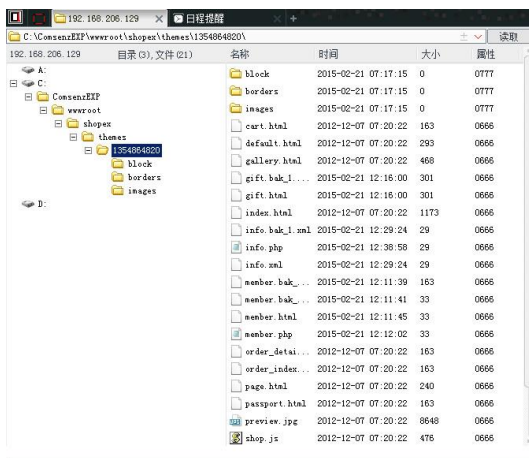 192.168.206.129 日程提醒
C:\ComsenzEXP\wwwroot\shopex\themes\1354864820\ 读取
192.168.206.129 目录(3),文件(21) 名称 时间 大小 属性
A:
C:
ComsenzEXP
wwwroot
shopex
themes
1354864820
block
borders
images
D:
block 2015-02-21 07:17:15 0 0777
borders 2015-02-21 07:17:15 0 0777
images 2015-02-21 07:17:15 0 0777
cart.html 2012-12-07 07:20:22 163 0666
default.html 2012-12-07 07:20:22 293 0666
gallery.html 2012-12-07 07:20:22 468 0666
gift.bak_1.... 2015-02-21 12:16:00 301 0666
gift.html 2015-02-21 12:16:00 301 0666
index.html 2012-12-07 07:20:22 1173 0666
info.bak_1.xml 2015-02-21 12:29:24 29 0666
info.php 2015-02-21 12:38:58 29 0666
info.xml 2015-02-21 12:29:24 29 0666
member.bak_... 2015-02-21 12:11:39 163 0666
member.bak_... 2015-02-21 12:11:41 33 0666
member.html 2015-02-21 12:11:45 33 0666
member.php 2015-02-21 12:12:02 33 0666
order_detai... 2012-12-07 07:20:22 163 0666
order_index... 2012-12-07 07:20:22 163 0666
page.html 2012-12-07 07:20:22 240 0666
passport.html 2012-12-07 07:20:22 163 0666
preview.jpg 2012-12-07 07:20:22 8648 0666
shop.js 2012-12-07 07:20:22 476 0666